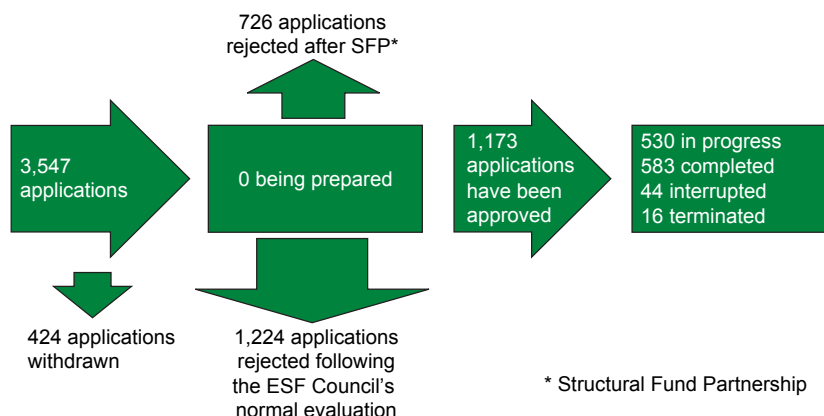 726 applications
rejected after SFP*
3,547
applications
0 being prepared
1,173
applications
have been
approved
530 in progress
583 completed
44 interrupted
16 terminated
424 applications
withdrawn
1,224 applications
rejected following
the ESF Council's
normal evaluation
* Structural Fund Partnership